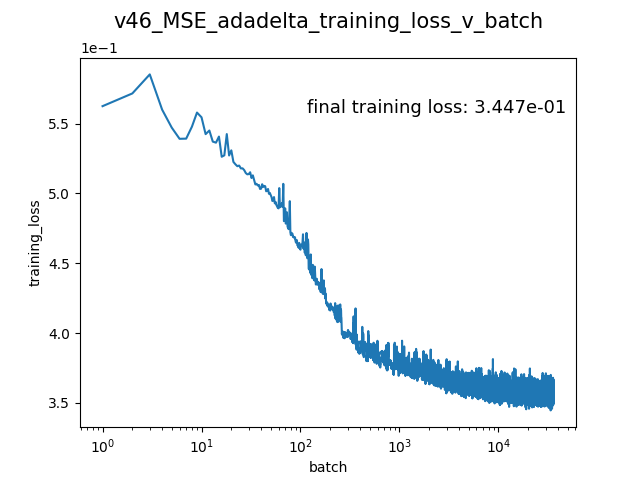 v46_MSE_adadelta_training_loss_v_batch
1e−1
final training loss: 3.447e-01
5.5
5.0
4.5
4.0
3.5
training_loss
10⁰ 10¹ 10² 10³ 10⁴
batch